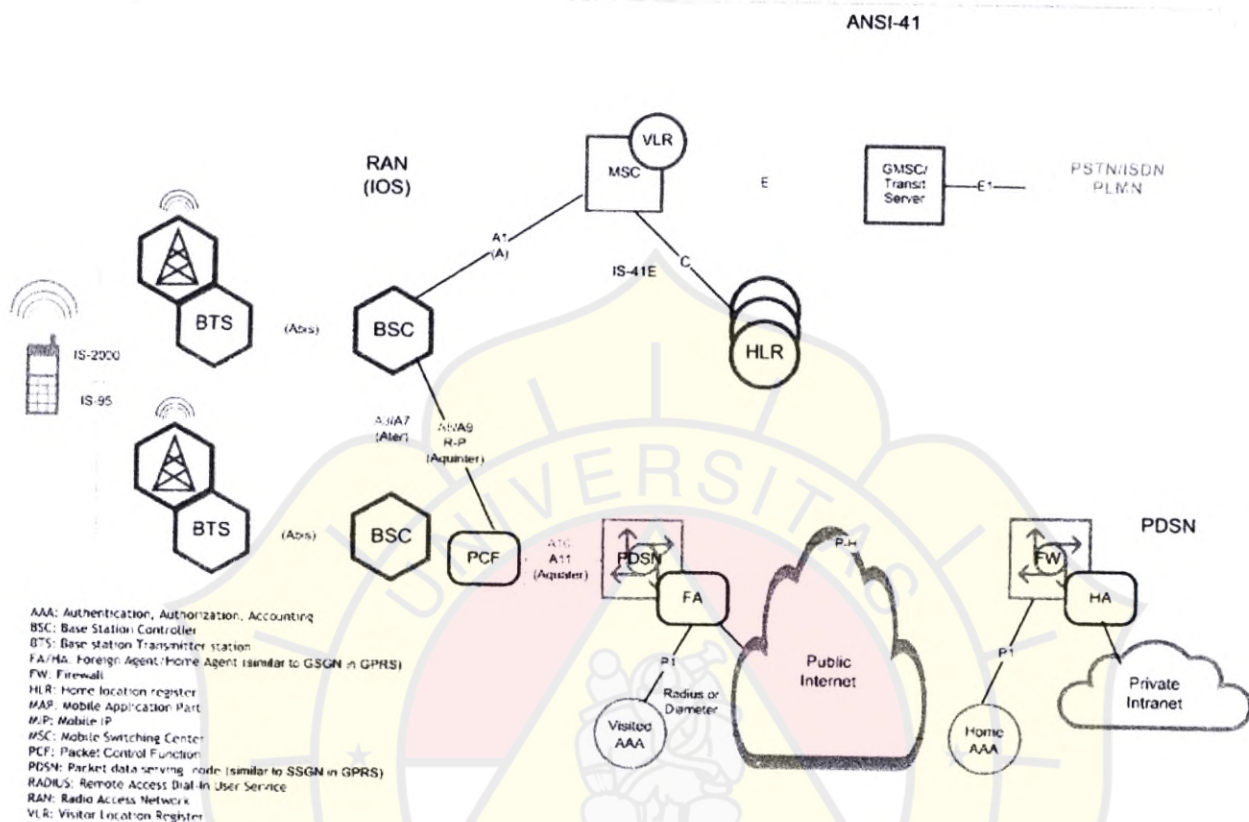 ANSI-41
RAN
(IOS)
VLR
MSC
E
GMSC/
Transit
Server
E1
PSTN/ISDN
PLMN
A1
(A)
IS-41E
C
HLR
BTS
(Abis)
BSC
IS-2000
IS-95
A3/A7
(Ater)
A8/A9
R-P
(Aquinter)
BTS
(Abis)
BSC
PCF
A10
A11
(Aquater)
PDSN
FA
P1
Radius or
Diameter
Visited
AAA
P-H
Public
Internet
PDSN
FW
HA
P1
Home
AAA
Private
Intranet
UNIVERSITAS
AAA: Authentication, Authorization, Accounting
BSC: Base Station Controller
BTS: Base station Transmitter station
FA/HA: Foreign Agent/Home Agent (similar to GSGN in GPRS)
FW: Firewall
HLR: Home location register
MAP: Mobile Application Part
MIP: Mobile IP
MSC: Mobile Switching Center
PCF: Packet Control Function
PDSN: Packet data serving node (similar to SSGN in GPRS)
RADIUS: Remote Access Dial-In User Service
RAN: Radio Access Network
VLR: Visitor Location Register